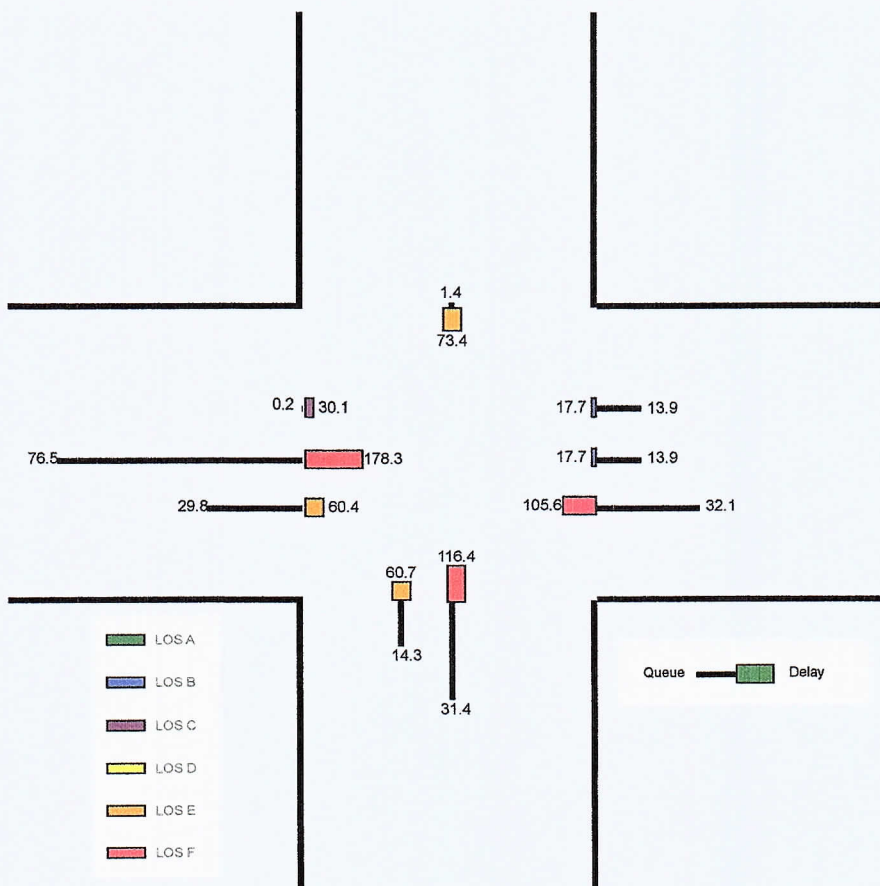 1.4
73.4
0.2 30.1
17.7 13.9
76.5 178.3
17.7 13.9
29.8 60.4
105.6 32.1
60.7
116.4
14.3
31.4
LOS A
LOS B
LOS C
LOS D
LOS E
LOS F
Queue Delay